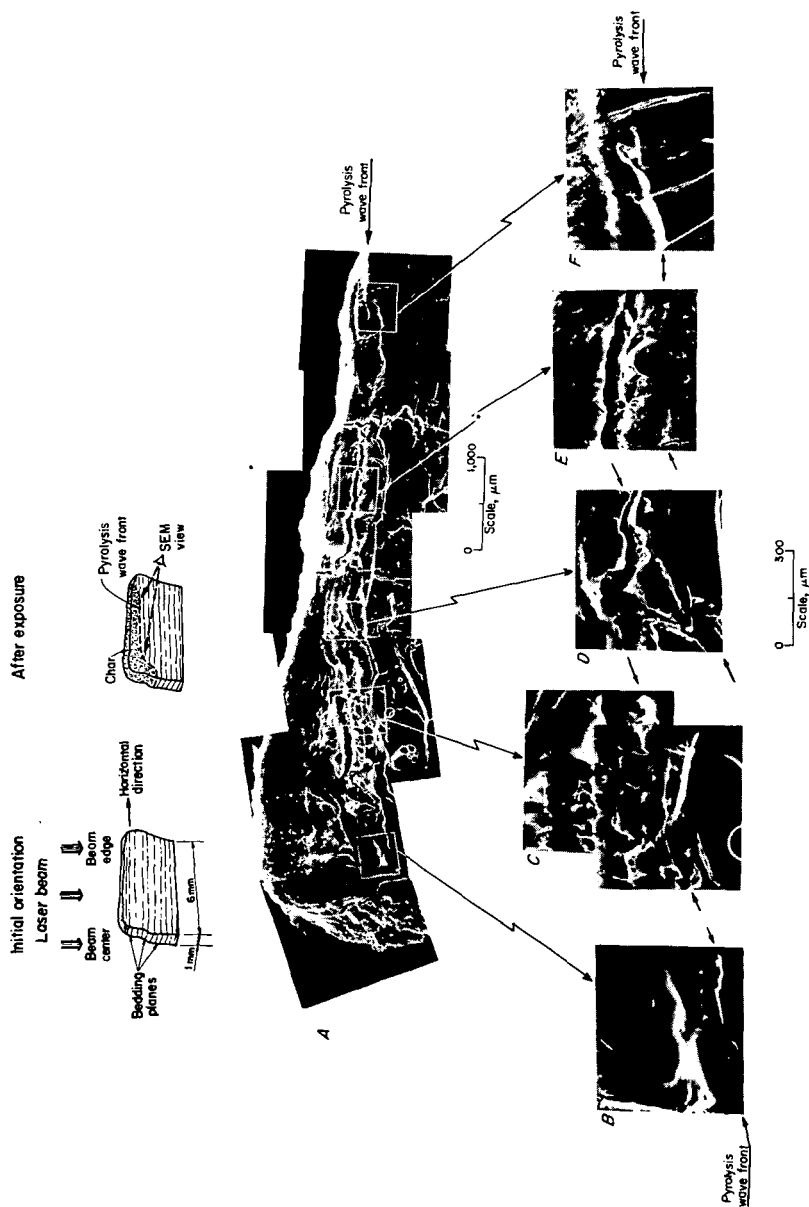 Initial orientation
Laser beam
Beam
center
Beam
edge
Horizontal
direction
Bedding
planes
1 mm
6 mm
After exposure
Char
Pyrolysis
wave front
SEM
view
A
Pyrolysis
wave front
0 1,000
Scale, μm
B
C
D
E
F
Pyrolysis
wave front
Pyrolysis
wave front
0 300
Scale, μm